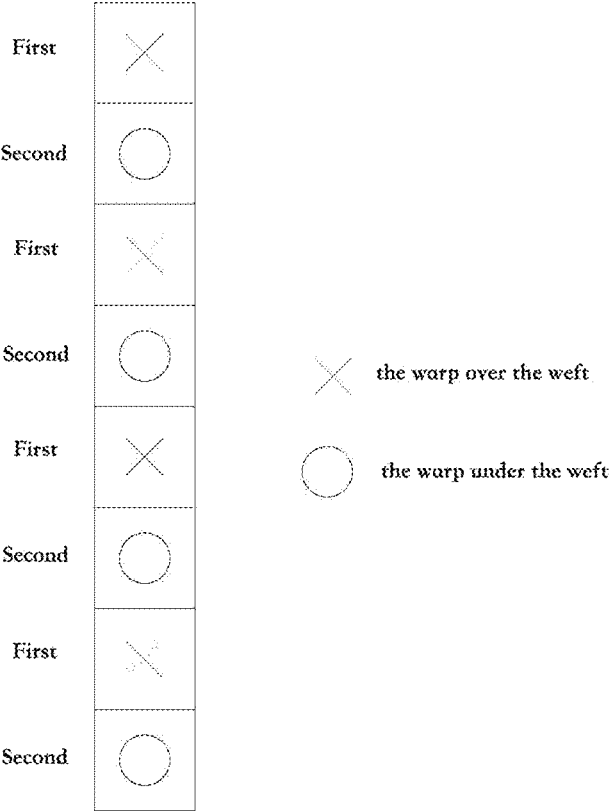 First
Second
First
Second
the warp over the weft
First
the warp under the weft
Second
First
Second